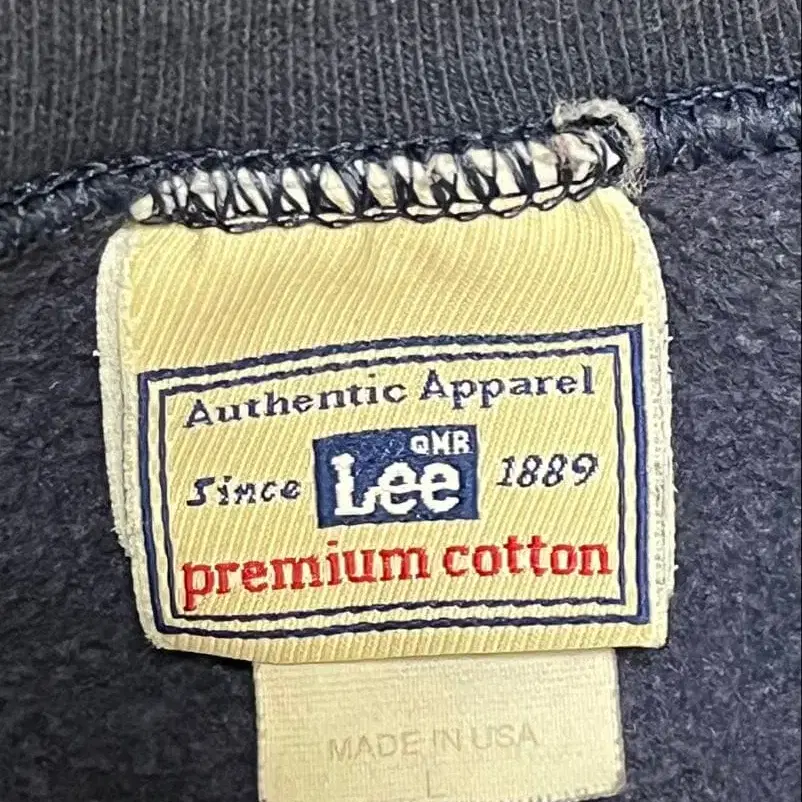 Authentic Apparel
QMR
Since Lee 1889
premium cotton
MADE IN USA
L